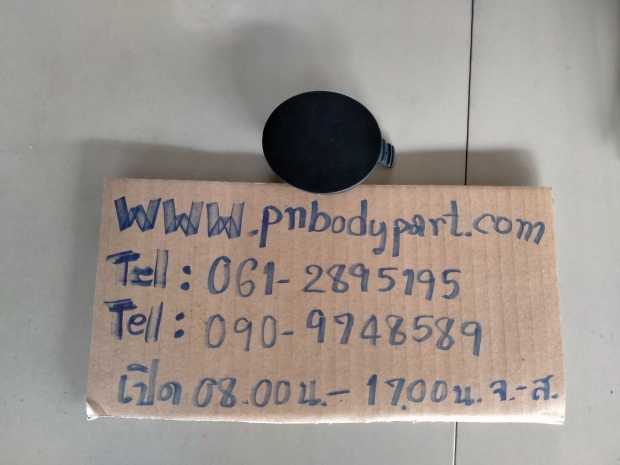 www.pnbodypart.com
Tell : 061-2895195
Tell : 090-9748589
เปิด 08.00น.- 17.00น. จ.-ส.